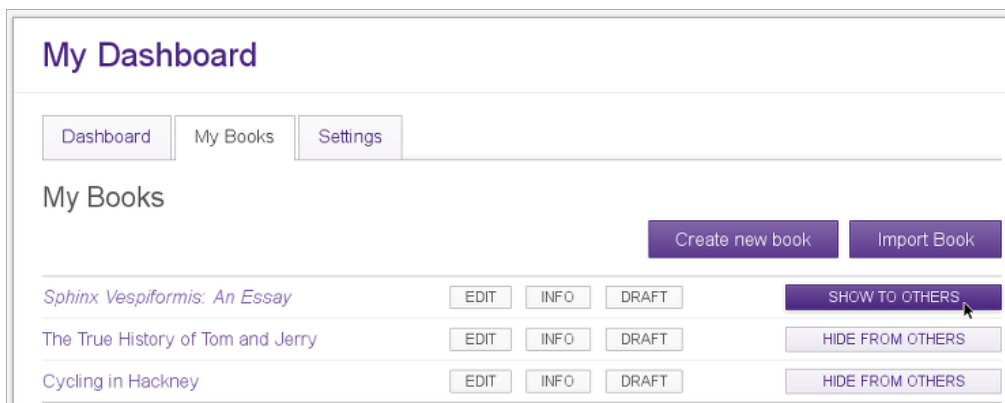 My Dashboard
Dashboard My Books Settings
My Books
Create new book Import Book
Sphinx Vespiformis: An Essay EDIT INFO DRAFT SHOW TO OTHERS
The True History of Tom and Jerry EDIT INFO DRAFT HIDE FROM OTHERS
Cycling in Hackney EDIT INFO DRAFT HIDE FROM OTHERS